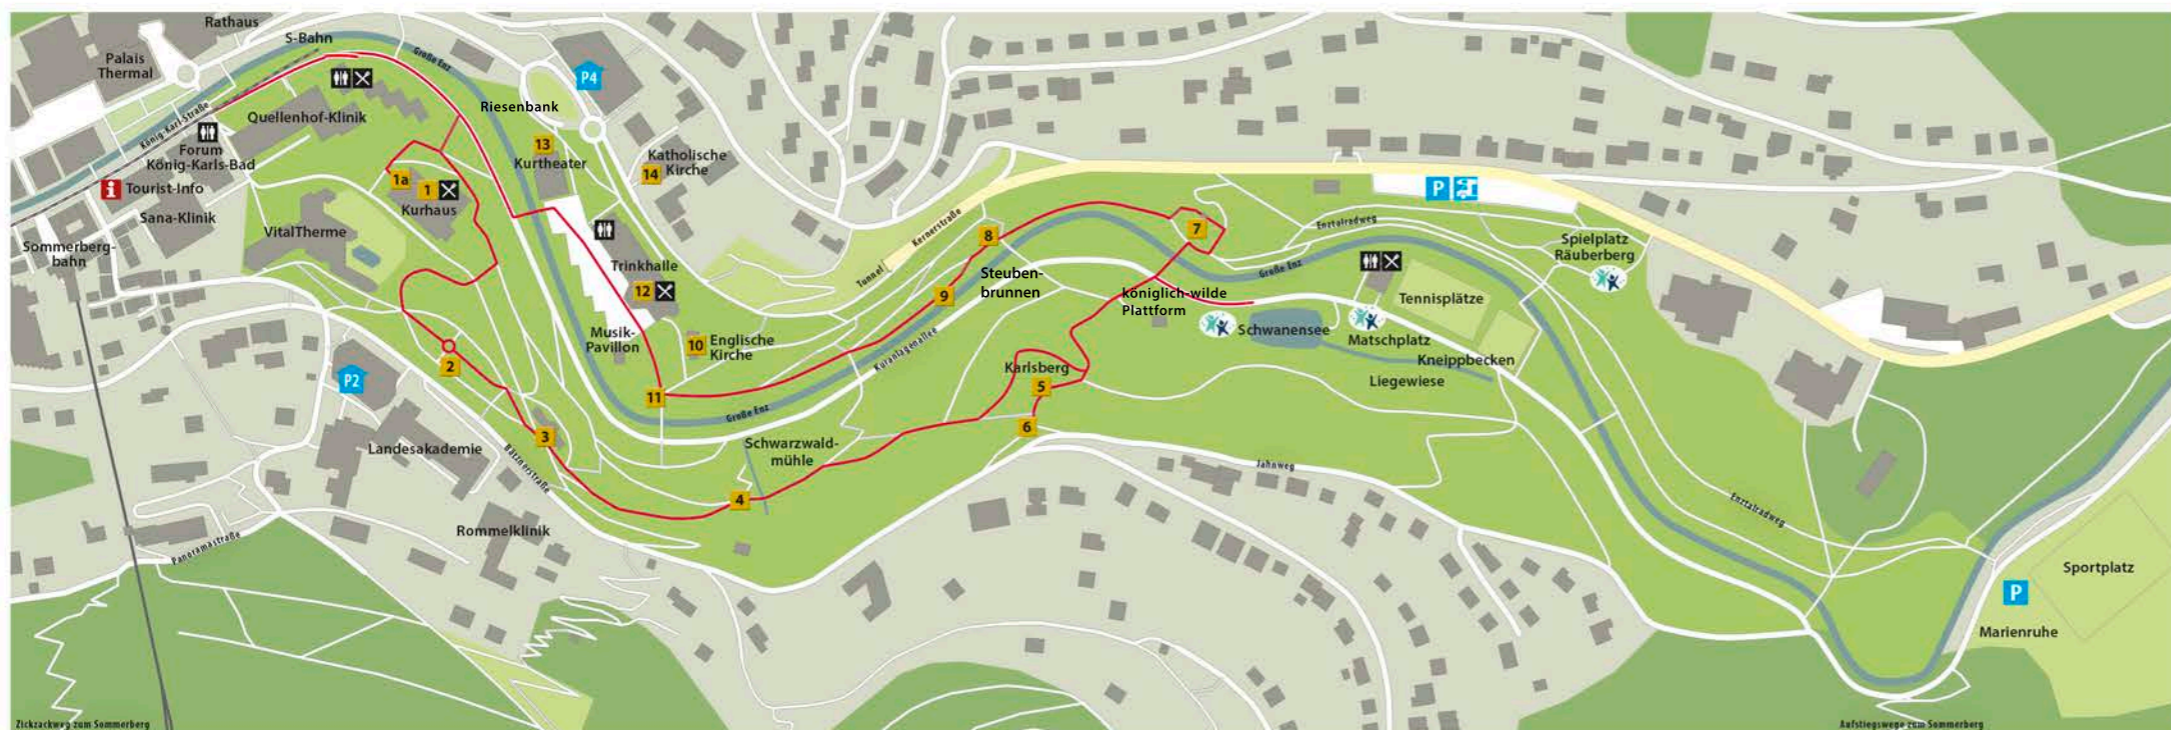 Rathaus
S-Bahn
Palais
Thermal
Große Enz
P4
Riesenbank
Quellenhof-Klinik
König-Karl-Straße
Forum
König-Karls-Bad
13
Kurtheater
Katholische
Kirche
14
i Tourist-Info
1a
1
Kurhaus
Sana-Klinik
VitalTherme
Sommerberg-
bahn
P
Kernerstraße
Tunnel
Enztalradweg
Spielplatz
Räuberberg
7
8
Trinkhalle
12
Steuben-
brunnen
9
Große Enz
königlich-wilde
Plattform
Tennisplätze
Musik-
Pavillon
10
Englische
Kirche
Kuranlagenallee
Schwanensee
Matschplatz
Kneippbecken
Liegewiese
2
P2
Karlsberg
5
11
Große Enz
6
3
Landesakademie
Bätznerstraße
Schwarzwald-
mühle
4
Jahnweg
Enztalradweg
Rommelklinik
Panoramastraße
Sportplatz
P
Marienruhe
Zickzackweg zum Sommerberg
Aufstiegswege zum Sommerberg